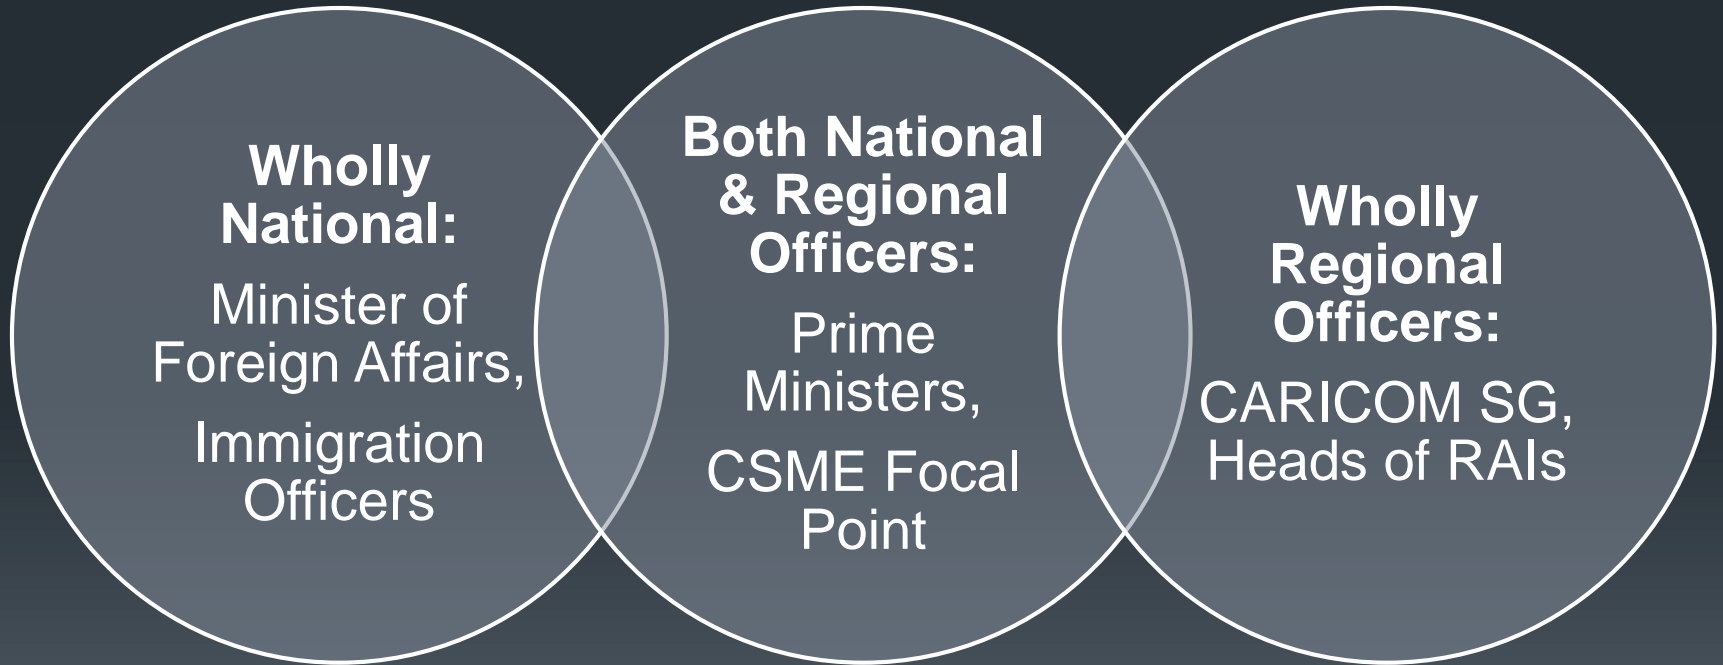 Wholly
National:
Minister of
Foreign Affairs,
Immigration
Officers
Both National
& Regional
Officers:
Prime
Ministers,
CSME Focal
Point
Wholly
Regional
Officers:
CARICOM SG,
Heads of RAIs